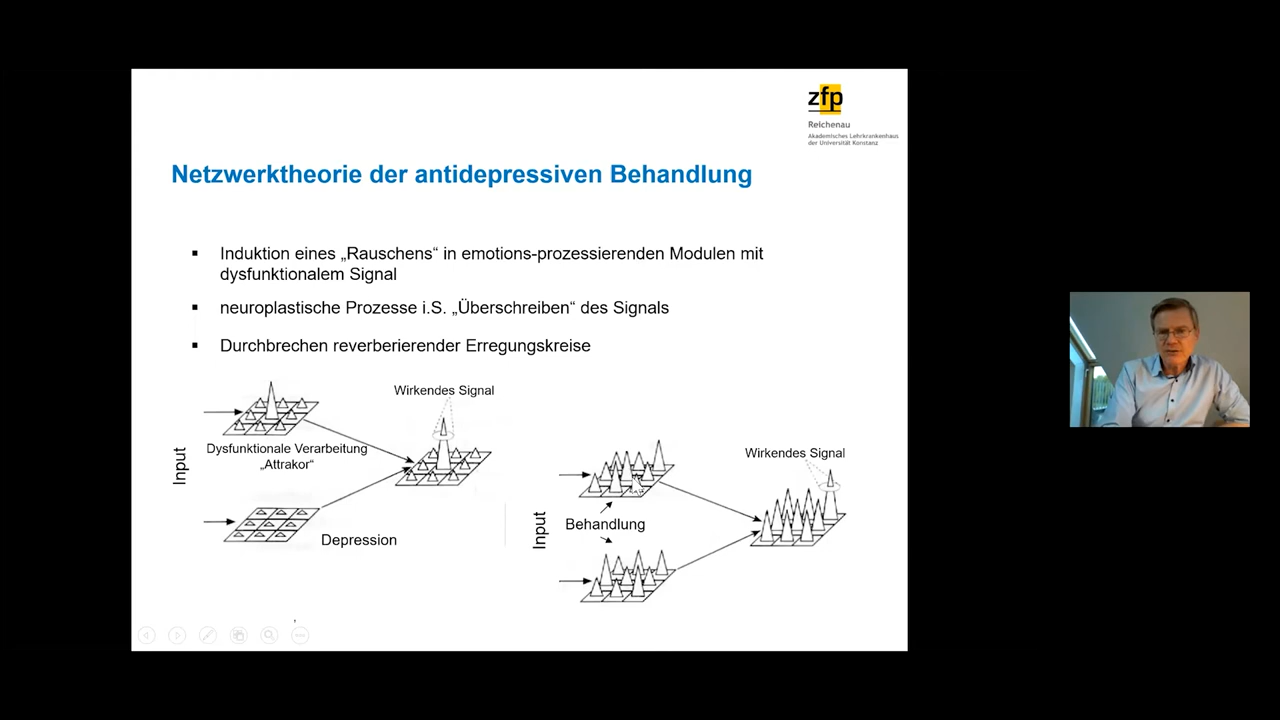 zfp
Reichenau
Akademisches Lehrkrankenhaus
der Universität Konstanz
Netzwerktheorie der antidepressiven Behandlung
▪ Induktion eines „Rauschens“ in emotions-prozessierenden Modulen mit
dysfunktionalem Signal
▪ neuroplastische Prozesse i.S. „Überschreiben“ des Signals
▪ Durchbrechen reverberierender Erregungskreise
Wirkendes Signal
Dysfunktionale Verarbeitung
„Attrakor“
Input
Depression
Wirkendes Signal
Behandlung
Input